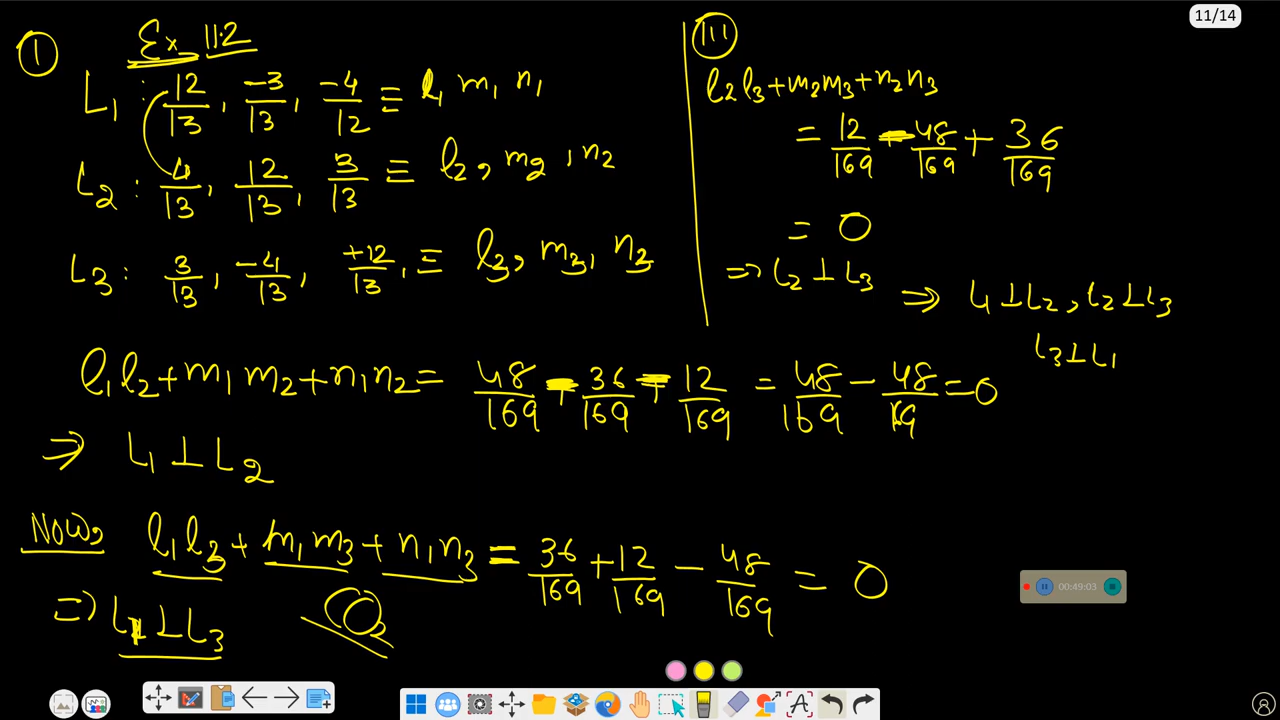 ① Ex 11.2
L₁ : 12/13, -3/13, -4/12 ≡ l₁ m₁ n₁
L₂ : 4/13, 12/13, 3/13 ≡ l₂, m₂, n₂
L₃ : 3/13, -4/13, +12/13, ≡ l₃, m₃, n₃
l₁l₂+m₁m₂+n₁n₂ = 48/169 - 36/169 - 12/169 = 48/169 - 48/169 = 0
⇒ L₁ ⊥ L₂
Now, l₁l₃ + m₁m₃ + n₁n₃ = 36/169 + 12/169 - 48/169 = 0
⇒ L₁ ⊥ L₃
III
l₂l₃+m₂m₃+n₂n₃
= 12/169 - 48/169 + 36/169
= 0
⇒ L₂ ⊥ L₃
⇒ L₁⊥L₂, L₂⊥L₃
L₃⊥L₁
11/14
00:49:03